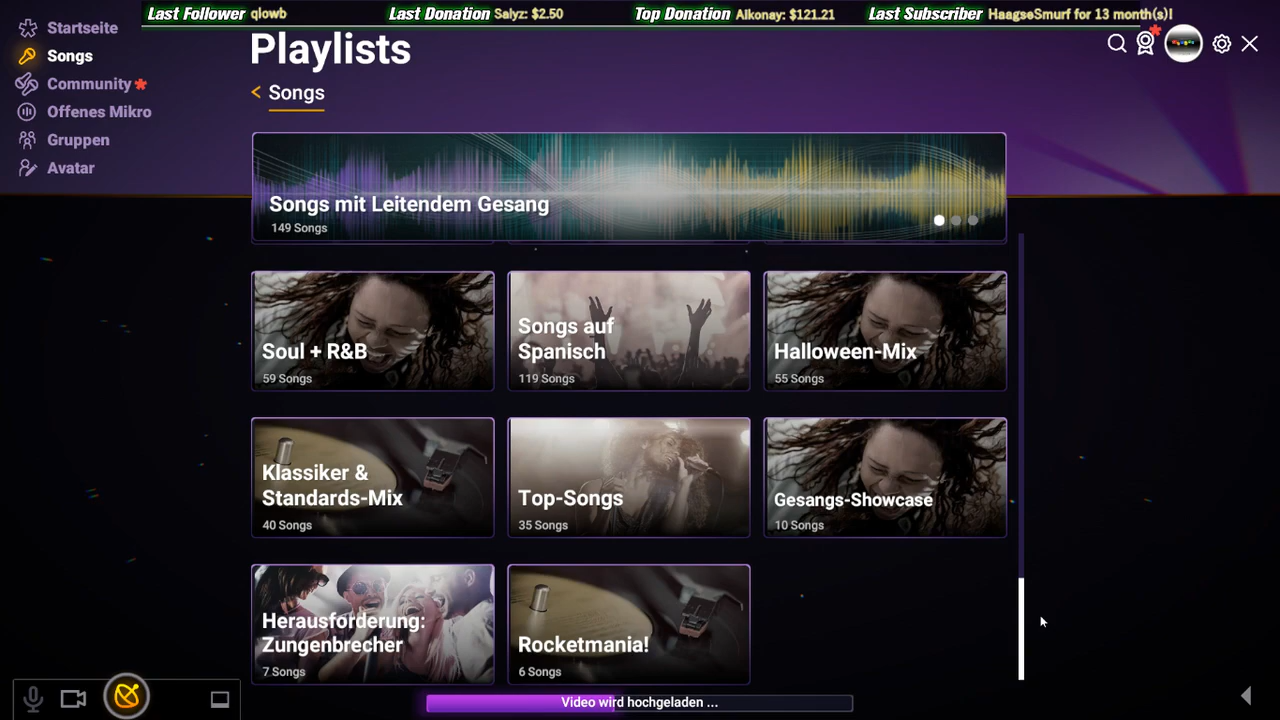 Last Follower qlowb Last Donation Salyz: $2.50 Top Donation Alkonay: $121.21 Last Subscriber HaagseSmurf for 13 month(s)!
Startseite
Songs
Community
Offenes Mikro
Gruppen
Avatar
Playlists
< Songs
Songs mit Leitendem Gesang
149 Songs
Soul + R&B
59 Songs
Songs auf
Spanisch
119 Songs
Halloween-Mix
55 Songs
Klassiker &
Standards-Mix
40 Songs
Top-Songs
35 Songs
Gesangs-Showcase
10 Songs
Herausforderung:
Zungenbrecher
7 Songs
Rocketmania!
6 Songs
Video wird hochgeladen ...